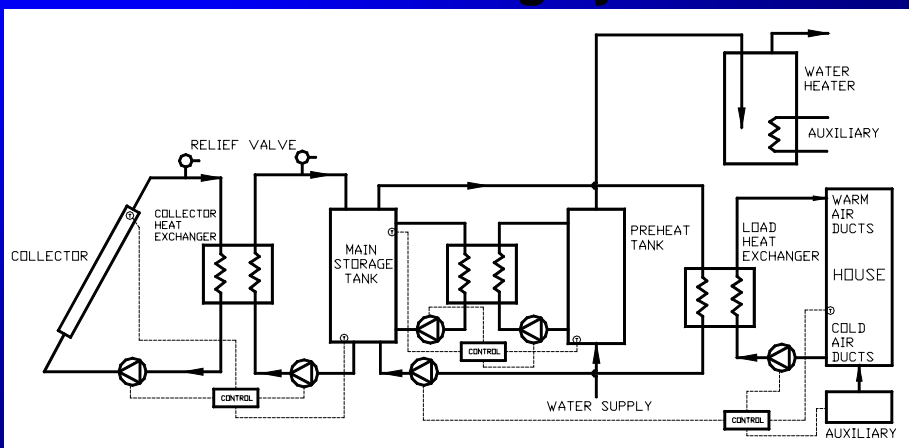 WATER
HEATER
AUXILIARY
RELIEF VALVE
COLLECTOR
HEAT
EXCHANGER
COLLECTOR
MAIN
STORAGE
TANK
PREHEAT
TANK
LOAD
HEAT
EXCHANGER
WARM
AIR
DUCTS
HOUSE
COLD
AIR
DUCTS
CONTROL
CONTROL
CONTROL
WATER SUPPLY
AUXILIARY
T
T
T
T
T